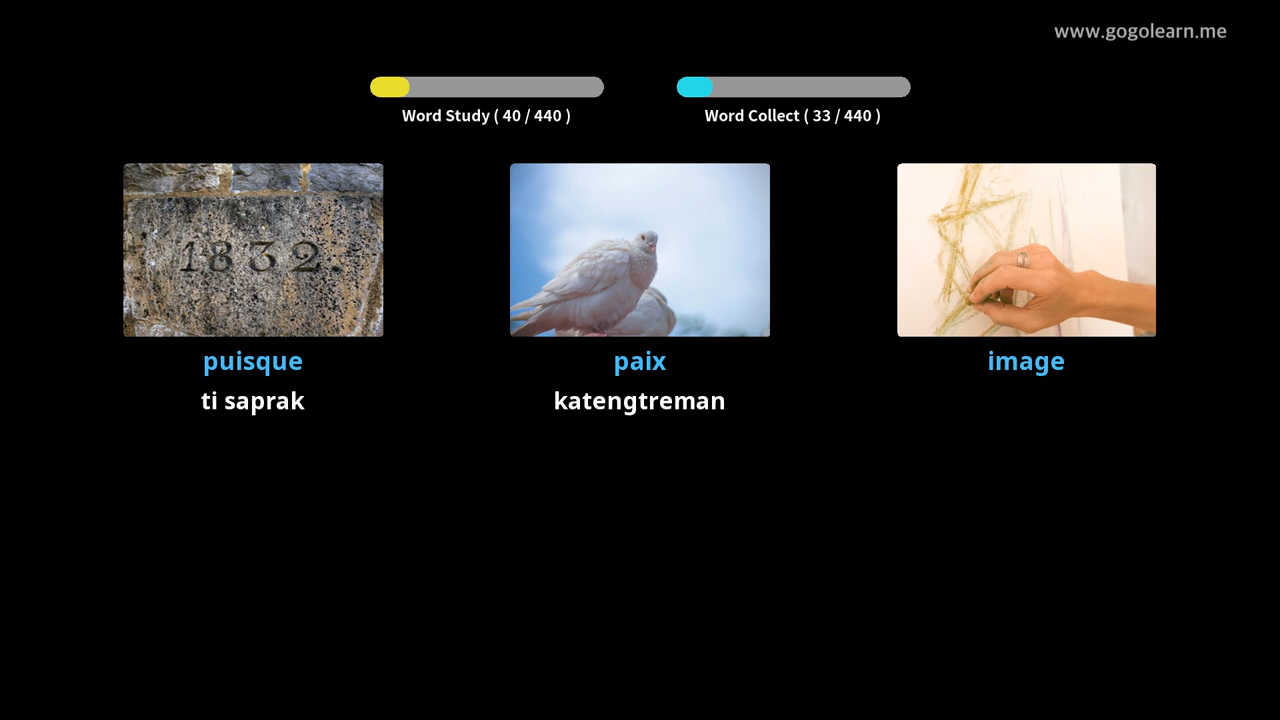 www.gogolearn.me
Word Study ( 40 / 440 )
Word Collect ( 33 / 440 )
1832.
puisque
paix
image
ti saprak
katengtreman